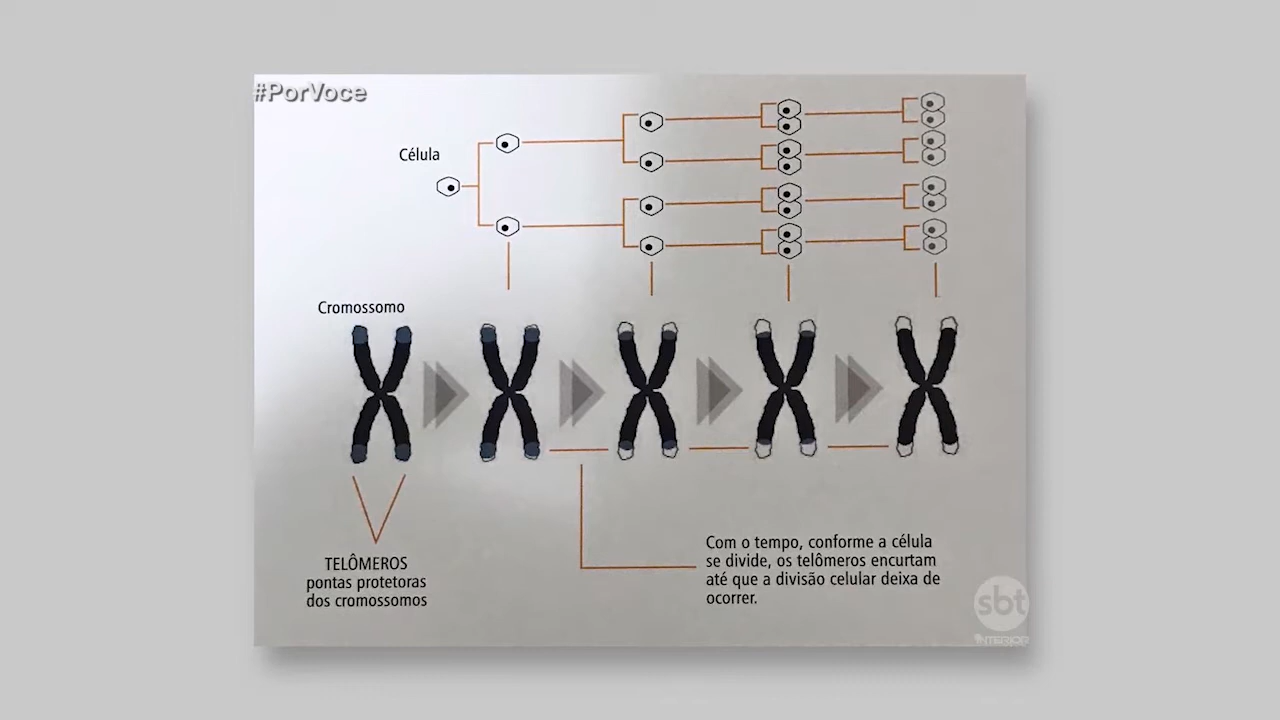 #PorVoce
Célula
Cromossomo
TELÔMEROS
pontas protetoras
dos cromossomos
Com o tempo, conforme a célula
se divide, os telômeros encurtam
até que a divisão celular deixa de
ocorrer.
sbt
INTERIOR